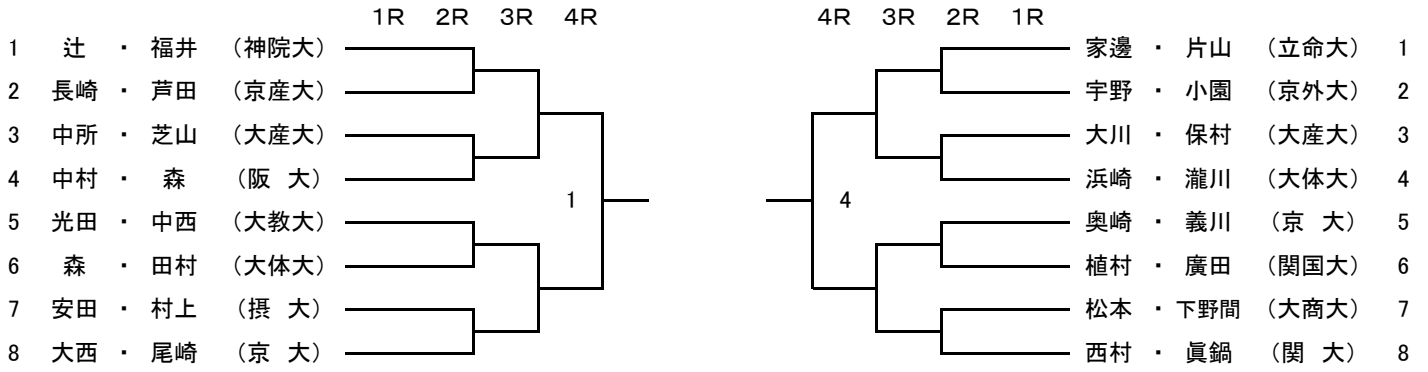 1R 2R 3R 4R 4R 3R 2R 1R
1 辻 ・ 福井 （神院大） 家邊 ・ 片山 （立命大） 1
2 長崎 ・ 芦田 （京産大） 宇野 ・ 小園 （京外大） 2
3 中所 ・ 芝山 （大産大） 大川 ・ 保村 （大産大） 3
4 中村 ・ 森 （阪 大） 浜崎 ・ 瀧川 （大体大） 4
1 4
5 光田 ・ 中西 （大教大） 奥崎 ・ 義川 （京 大） 5
6 森 ・ 田村 （大体大） 植村 ・ 廣田 （関国大） 6
7 安田 ・ 村上 （摂 大） 松本 ・ 下野間 （大商大） 7
8 大西 ・ 尾崎 （京 大） 西村 ・ 眞鍋 （関 大） 8